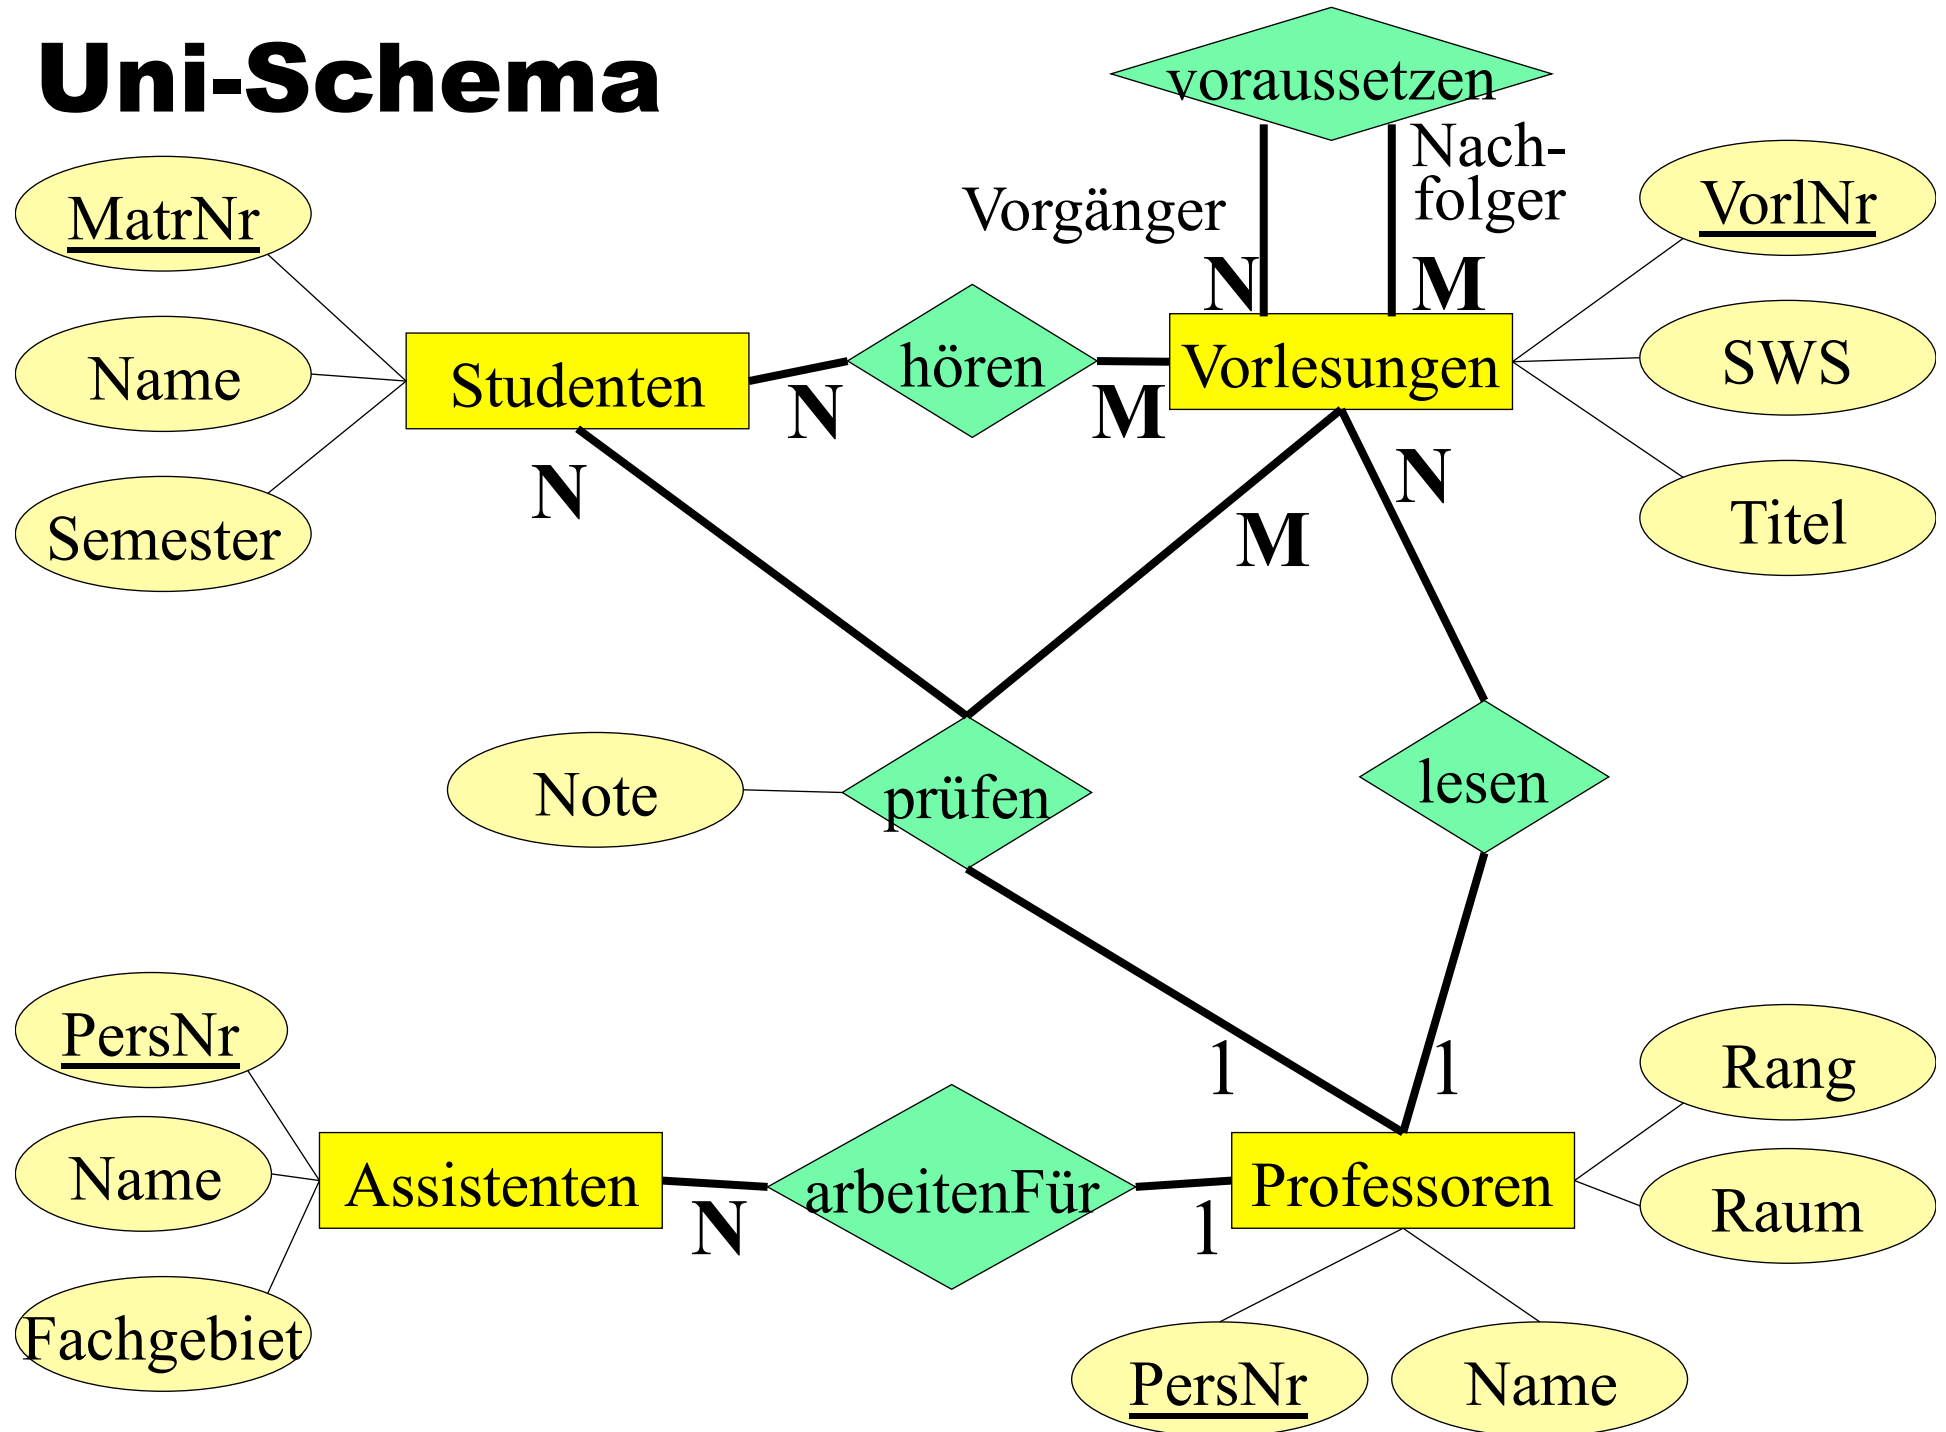 Uni-Schema
voraussetzen
Nach-
folger
Vorgänger
N
M
MatrNr
Name
Semester
Studenten
N
hören
M
Vorlesungen
VorlNr
SWS
Titel
N
M
N
Note
prüfen
lesen
1
1
PersNr
Name
Fachgebiet
Assistenten
N
arbeitenFür
1
Professoren
Rang
Raum
PersNr
Name